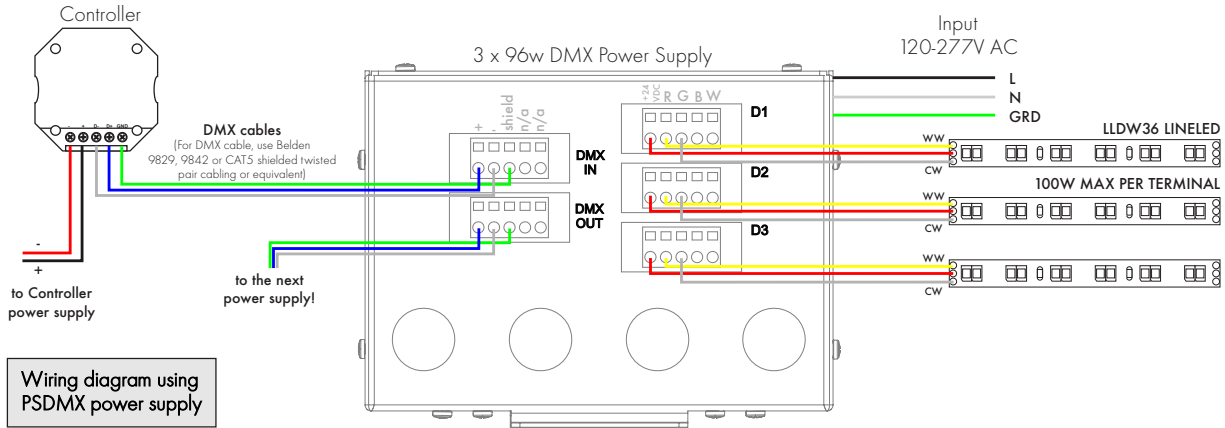 Controller
- + D- D+ GND
DMX cables
(For DMX cable, use Belden
9829, 9842 or CAT5 shielded twisted
pair cabling or equivalent)
-
+
to Controller
power supply
3 x 96w DMX Power Supply
+ - shield n/a n/a
DMX
IN
DMX
OUT
to the next
power supply!
+24
VDC R G B W
D1
D2
D3
Input
120-277V AC
L
N
GRD
LLDW36 LINELED
WW
CW
100W MAX PER TERMINAL
WW
CW
WW
CW
Wiring diagram using
PSDMX power supply